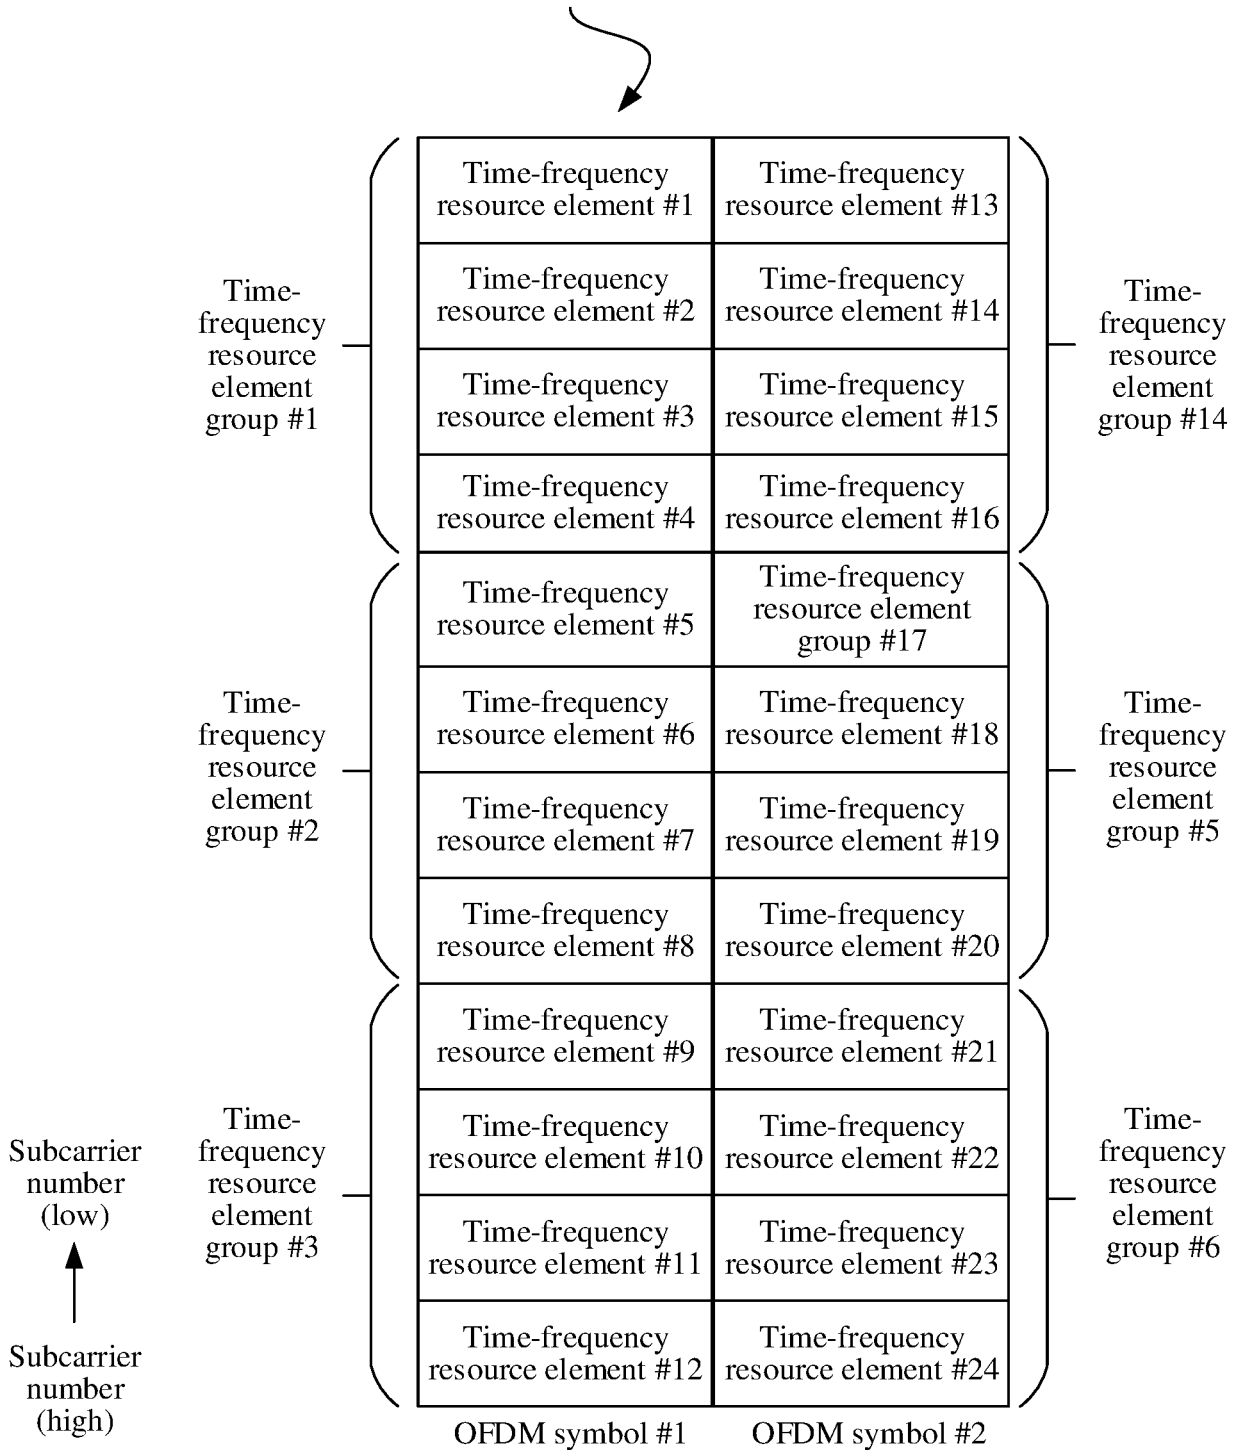 Time-frequency
resource element #1
Time-frequency
resource element #13
Time-frequency
resource element #2
Time-frequency
resource element #14
Time-
frequency
resource
element
group #1
Time-
frequency
resource
element
group #14
Time-frequency
resource element #3
Time-frequency
resource element #15
Time-frequency
resource element #4
Time-frequency
resource element #16
Time-frequency
resource element #5
Time-frequency
resource element
group #17
Time-frequency
resource element #6
Time-frequency
resource element #18
Time-
frequency
resource
element
group #2
Time-
frequency
resource
element
group #5
Time-frequency
resource element #7
Time-frequency
resource element #19
Time-frequency
resource element #8
Time-frequency
resource element #20
Time-frequency
resource element #9
Time-frequency
resource element #21
Time-frequency
resource element #10
Time-frequency
resource element #22
Subcarrier
number
(low)
Time-
frequency
resource
element
group #3
Time-
frequency
resource
element
group #6
Time-frequency
resource element #11
Time-frequency
resource element #23
Time-frequency
resource element #12
Time-frequency
resource element #24
Subcarrier
number
(high)
OFDM symbol #1
OFDM symbol #2